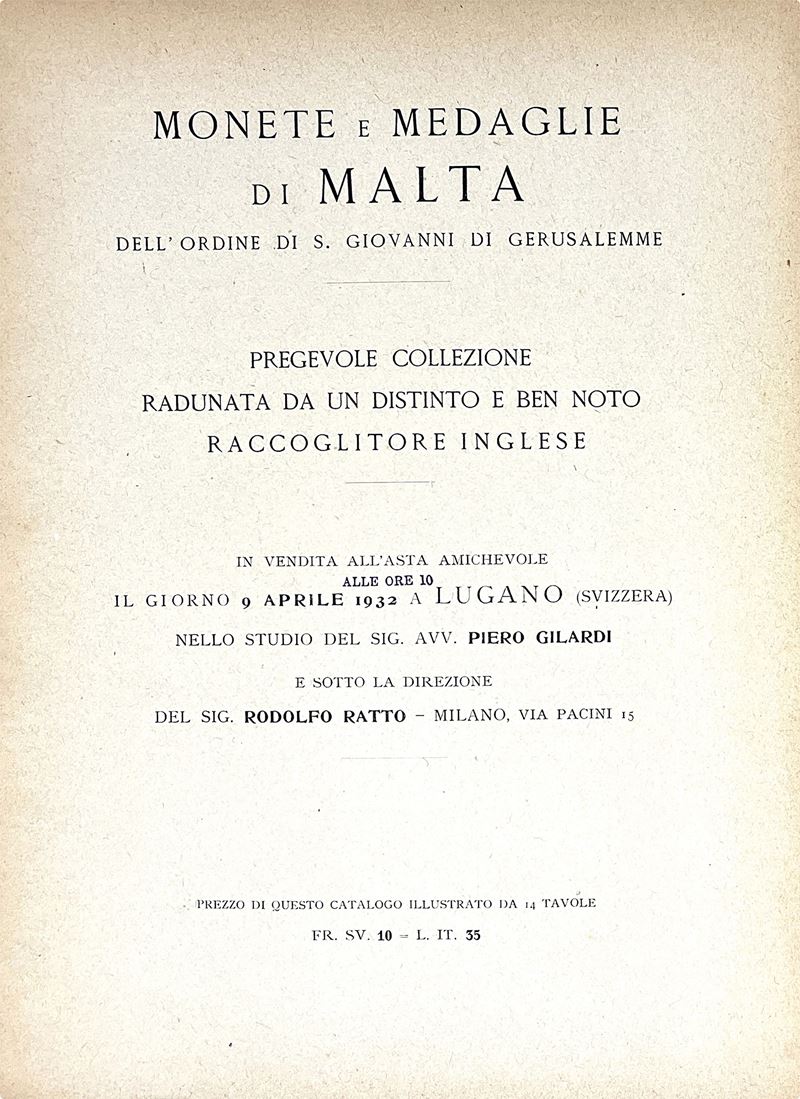 MONETE E MEDAGLIE
DI MALTA
DELL' ORDINE DI S. GIOVANNI DI GERUSALEMME
PREGEVOLE COLLEZIONE
RADUNATA DA UN DISTINTO E BEN NOTO
RACCOGLITORE INGLESE
IN VENDITA ALL'ASTA AMICHEVOLE
ALLE ORE 10
IL GIORNO 9 APRILE 1932 A LUGANO (SVIZZERA)
NELLO STUDIO DEL SIG. AVV. PIERO GILARDI
E SOTTO LA DIREZIONE
DEL SIG. RODOLFO RATTO – MILANO, VIA PACINI 15
PREZZO DI QUESTO CATALOGO ILLUSTRATO DA 14 TAVOLE
FR. SV. 10 = L. IT. 35